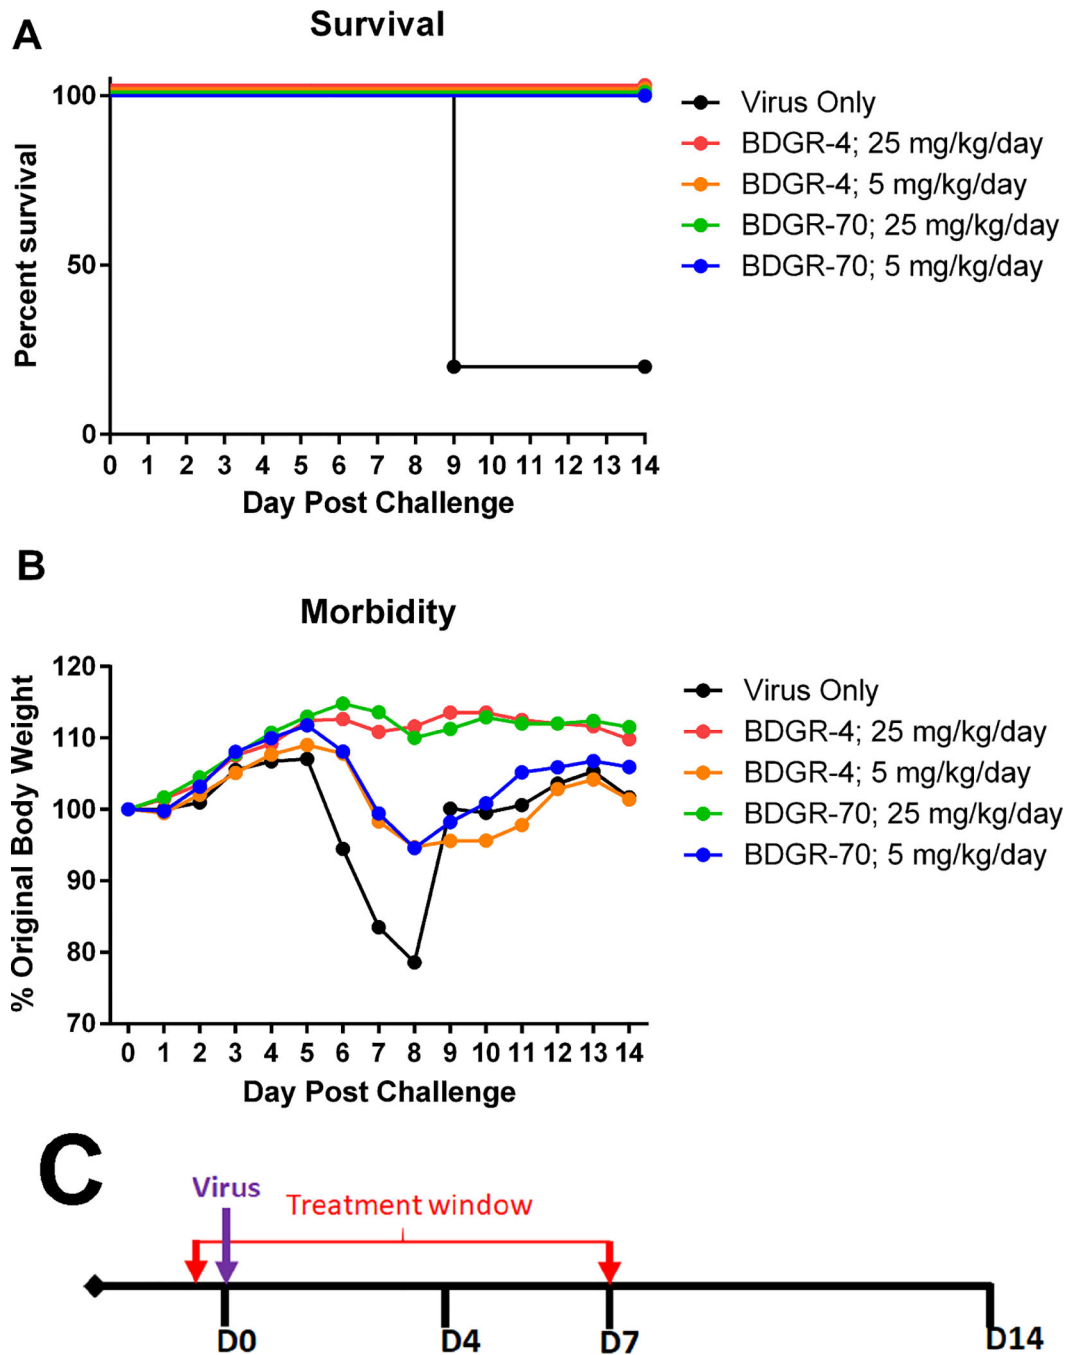 A
Survival
100
50
0
Percent survival
0 1 2 3 4 5 6 7 8 9 10 11 12 13 14
Day Post Challenge
Virus Only
BDGR-4; 25 mg/kg/day
BDGR-4; 5 mg/kg/day
BDGR-70; 25 mg/kg/day
BDGR-70; 5 mg/kg/day
B
Morbidity
120
110
100
90
80
70
% Original Body Weight
0 1 2 3 4 5 6 7 8 9 10 11 12 13 14
Day Post Challenge
Virus Only
BDGR-4; 25 mg/kg/day
BDGR-4; 5 mg/kg/day
BDGR-70; 25 mg/kg/day
BDGR-70; 5 mg/kg/day
C
Virus
Treatment window
D0 D4 D7 D14